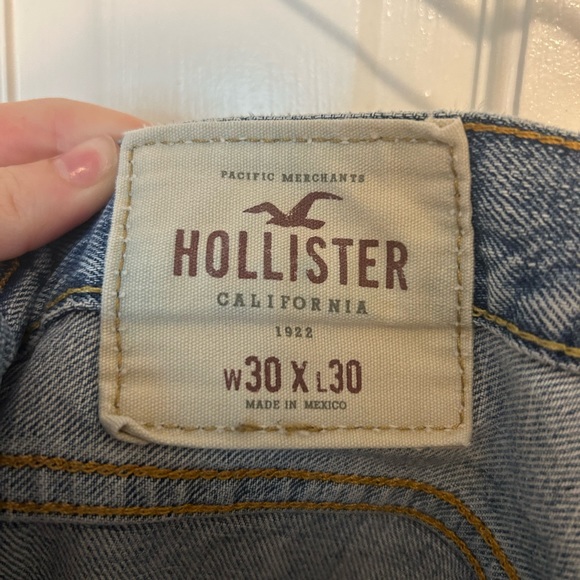 PACIFIC MERCHANTS
HOLLISTER
CALIFORNIA
1922
W30 X L30
MADE IN MEXICO